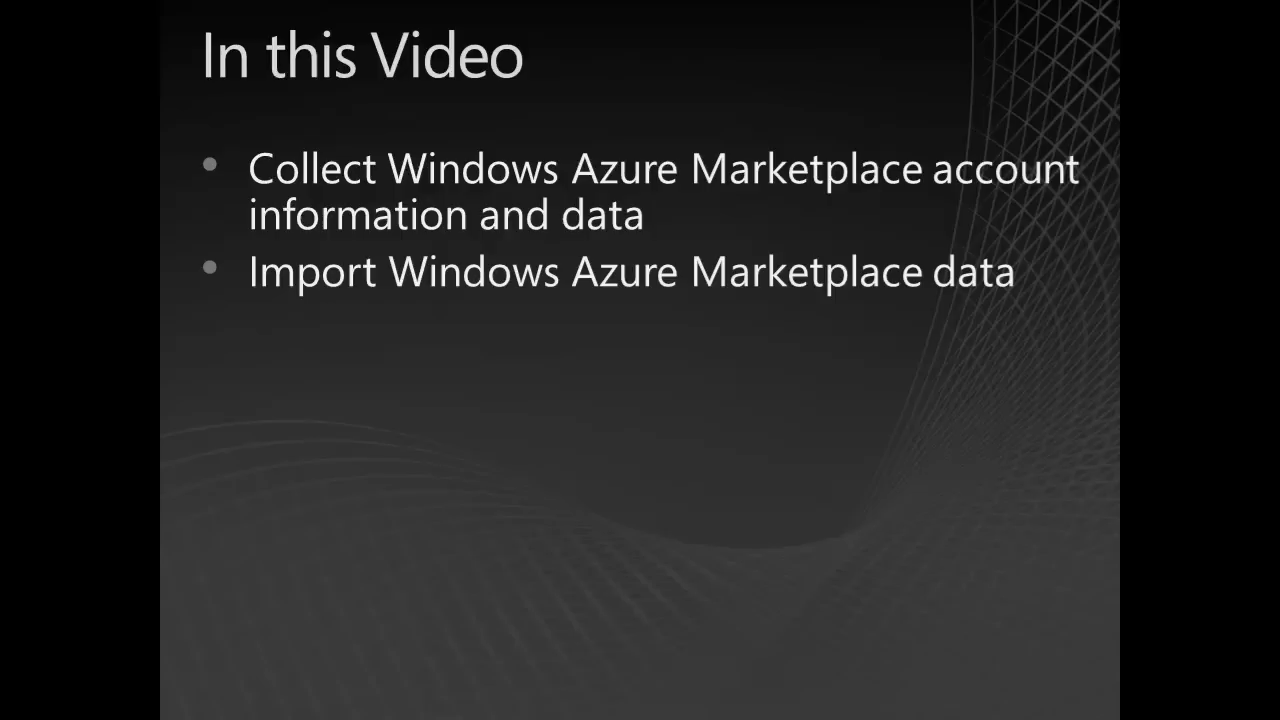 In this Video
• Collect Windows Azure Marketplace account
information and data
• Import Windows Azure Marketplace data